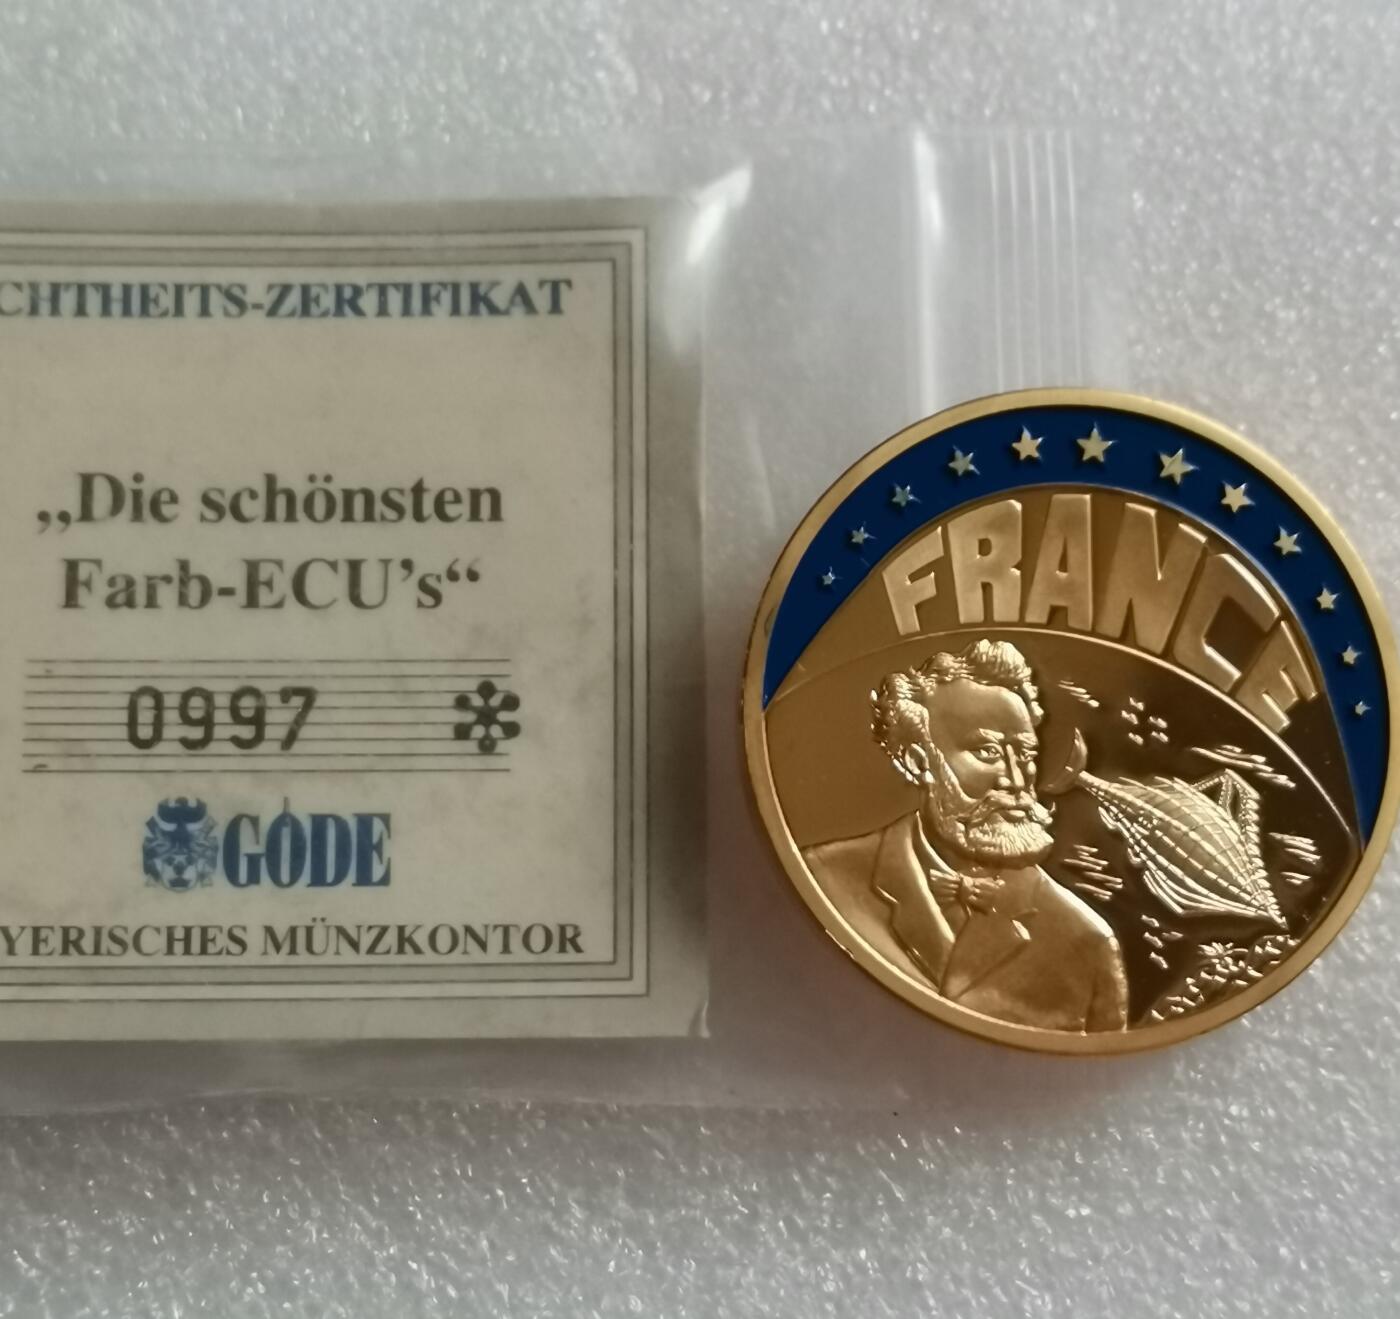 CHTHEITS-ZERTIFIKAT
„Die schönsten
Farb-ECU’s“
0997
GÖDE
YERISCHES MÜNZKONTOR
FRANCE